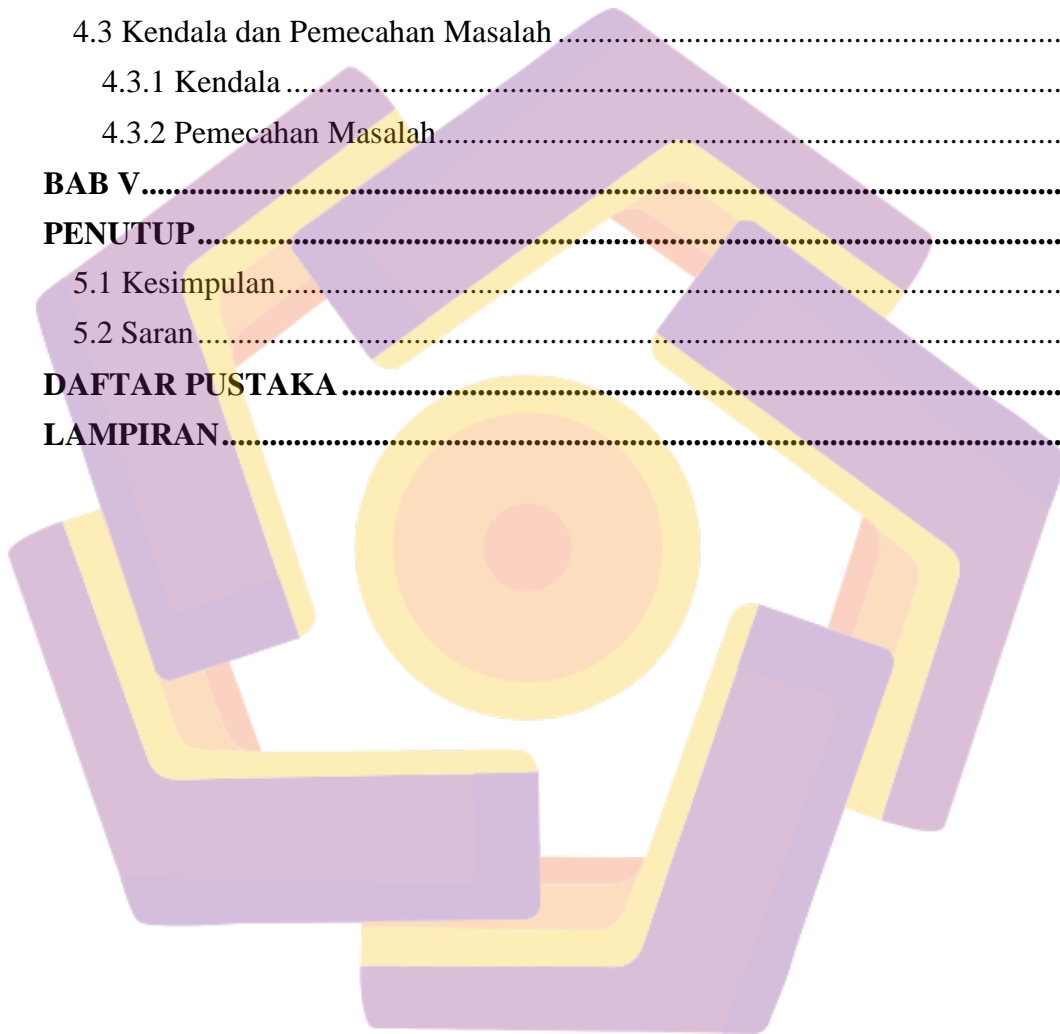 4.3 Kendala dan Pemecahan Masalah ..........................................................................
4.3.1 Kendala ..........................................................................
4.3.2 Pemecahan Masalah..........................................................................
BAB V..........................................................................
PENUTUP..........................................................................
5.1 Kesimpulan..........................................................................
5.2 Saran..........................................................................
DAFTAR PUSTAKA ..........................................................................
LAMPIRAN..........................................................................